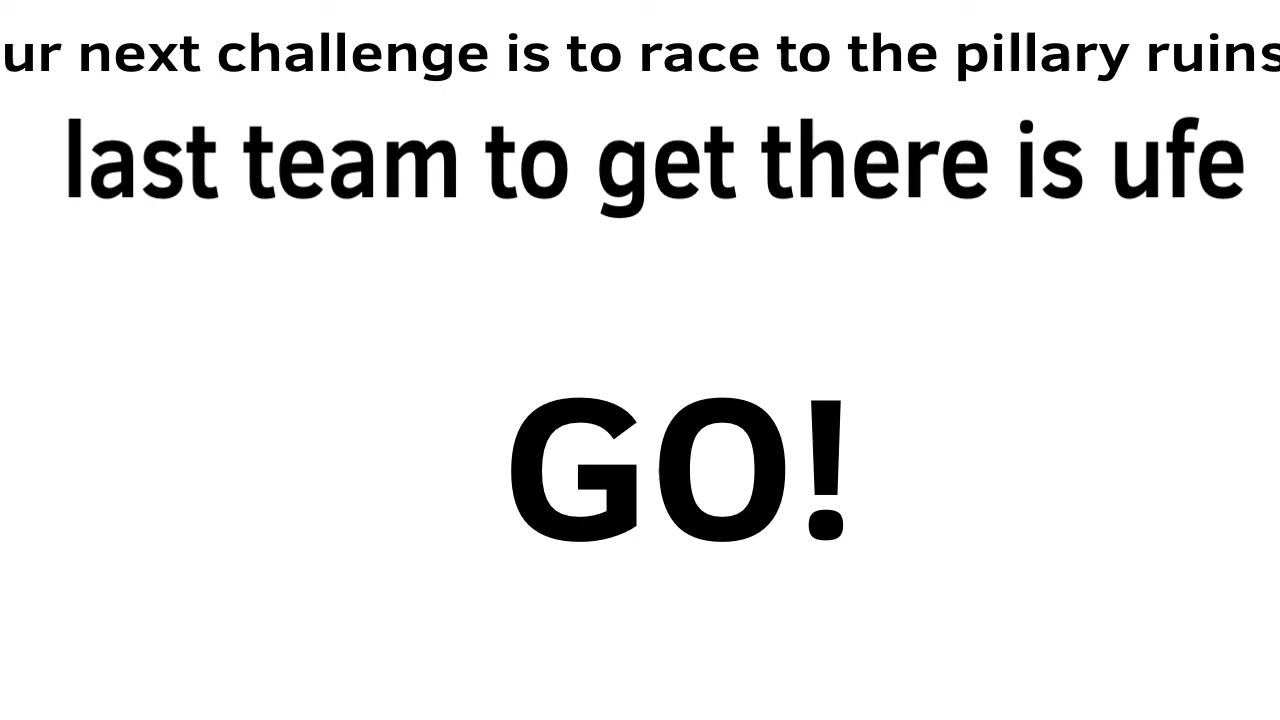 ur next challenge is to race to the pillary ruins
last team to get there is ufe
GO!